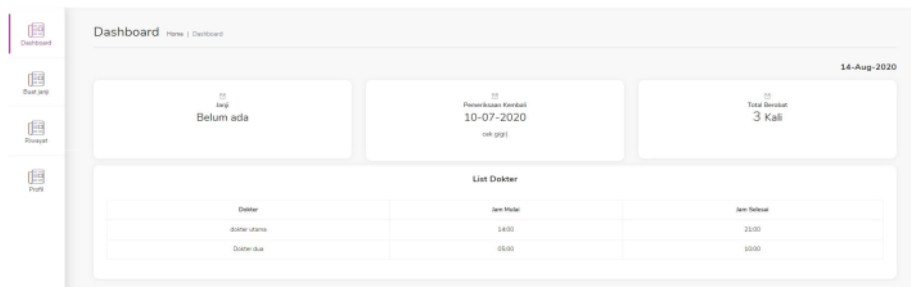 Dashboard
Buat janji
Riwayat
Profil
Dashboard Home | Dashboard
14-Aug-2020
Janji
Belum ada
Pemeriksaan Kembali
10-07-2020
cek gigi)
Total Berobat
3 Kali
List Dokter
Dokter Jam Mulai Jam Selesai
dokter utama 14:00 21:00
Dokter dua 05:00 10:00